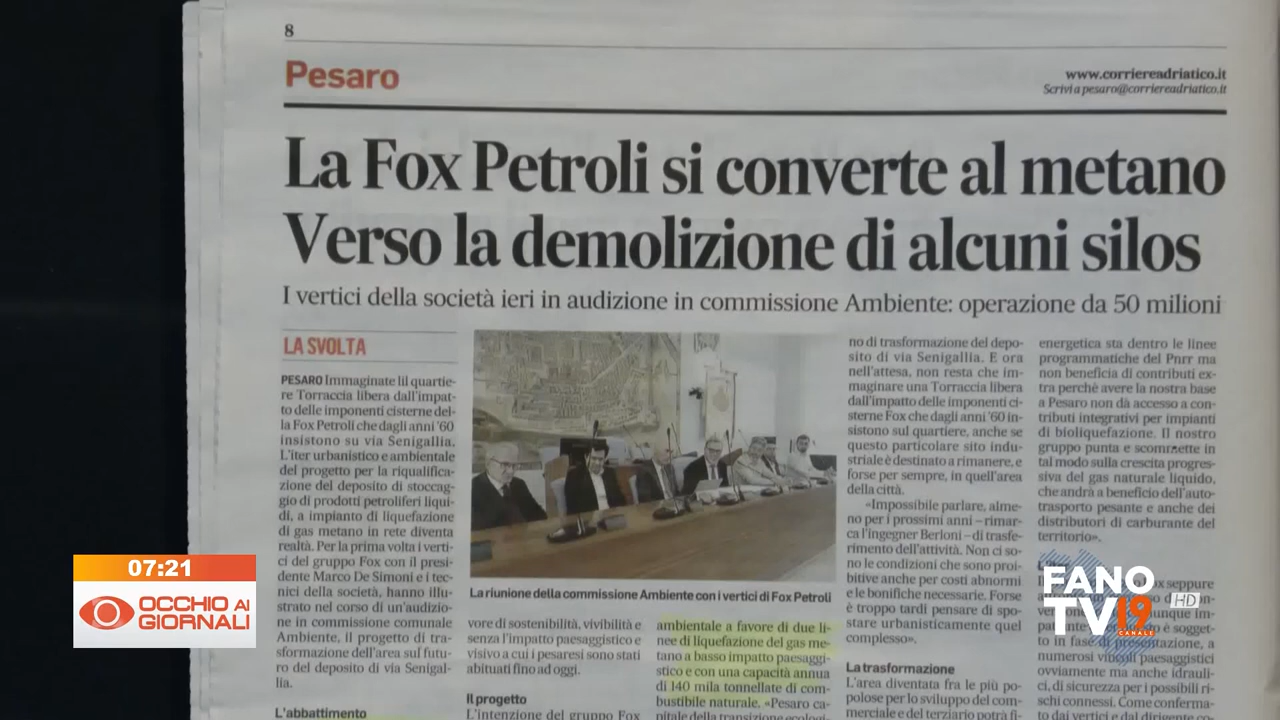 8
Pesaro
www.corriereadriatico.it
Scrivi a pesaro@corriereadriatico.it
La Fox Petroli si converte al metano
Verso la demolizione di alcuni silos
I vertici della società ieri in audizione in commissione Ambiente: operazione da 50 milioni
LA SVOLTA
PESARO Immaginate lil quartie-
re Torraccia libera dall'impat-
to delle imponenti cisterne del-
la Fox Petroli che dagli anni '60
insistono su via Senigallia.
L'iter urbanistico e ambientale
del progetto per la riqualifica-
zione del deposito di stoccag-
gio di prodotti petroliferi liqui-
di, a impianto di liquefazione
di gas metano in rete diventa
realtà. Per la prima volta i verti-
ci del gruppo Fox con il presi-
dente Marco De Simoni e i tec-
nici della società, hanno illu-
strato nel corso di un'audizio-
ne in commissione comunale
Ambiente, il progetto di tra-
sformazione dell'area sul futu-
ro del deposito di via Senigal-
lia.
L'abbattimento
La riunione della commissione Ambiente con i vertici di Fox Petroli
vore di sostenibilità, vivibilità e
senza l'impatto paesaggistico e
visivo a cui i pesaresi sono stati
abituati fino ad oggi.
Il progetto
L'intenzione del gruppo Fox
ambientale a favore di due li-
nee di liquefazione del gas me-
tano a basso impatto paesaggi-
stico e con una capacità annua
di 140 mila tonnellate di com-
bustibile naturale. «Pesaro ca-
pitale della transizione ecologi-
no di trasformazione del depo-
sito di via Senigallia. E ora
nell'attesa, non resta che im-
maginare una Torraccia libera
dall'impatto delle imponenti ci-
sterne Fox che dagli anni '60 in-
sistono sul quartiere, anche se
questo particolare sito indu-
striale è destinato a rimanere, e
forse per sempre, in quell'area
della città.
«Impossibile parlare, alme-
no per i prossimi anni – rimar-
ca l'ingegner Berloni – di trasfe-
rimento dell'attività. Non ci so-
no le condizioni che sono proi-
bitive anche per costi abnormi
e le bonifiche necessarie. Forse
è troppo tardi pensare di spo-
stare urbanisticamente quel
complesso».
La trasformazione
L'area diventata fra le più po-
polose per lo sviluppo del com-
merciale e del terziario potrà fi-
energetica sta dentro le linee
programmatiche del Pnrr ma
non beneficia di contributi ex-
tra perché avere la nostra base
a Pesaro non dà accesso a con-
tributi integrativi per impianti
di bioliquefazione. Il nostro
gruppo punta e scommette in
tal modo sulla crescita progres-
siva del gas naturale liquido,
che andrà a beneficio dell'auto-
trasporto pesante e anche dei
distributori di carburante del
territorio».
seppure
è sogget-
to in fase di presentazione, a
numerosi vincoli paesaggistici
ovviamente ma anche idrauli-
ci, di sicurezza per i possibili ri-
schi connessi. Come conferma-
07:21
OCCHIO AI
GIORNALI
FANO
TV19
CANALE
HD